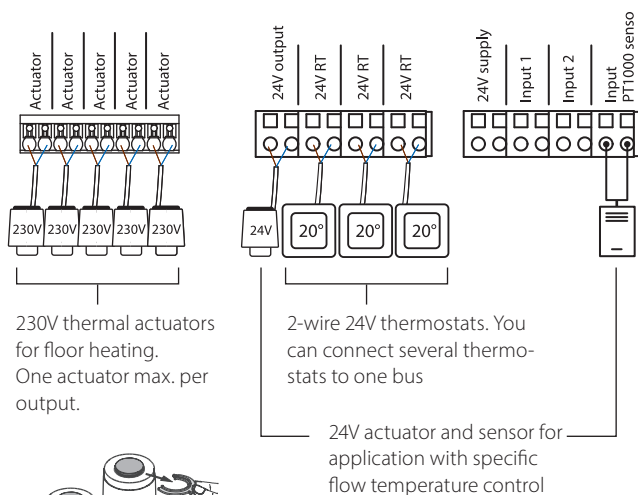 Actuator
Actuator
Actuator
Actuator
Actuator
24V output
24V RT
24V RT
24V RT
24V supply
Input 1
Input 2
Input
PT1000 senso
230V 230V 230V 230V 230V
24V
20° 20° 20°
230V thermal actuators
for floor heating.
One actuator max. per
output.
2-wire 24V thermostats. You
can connect several thermo-
stats to one bus
24V actuator and sensor for
application with specific
flow temperature control